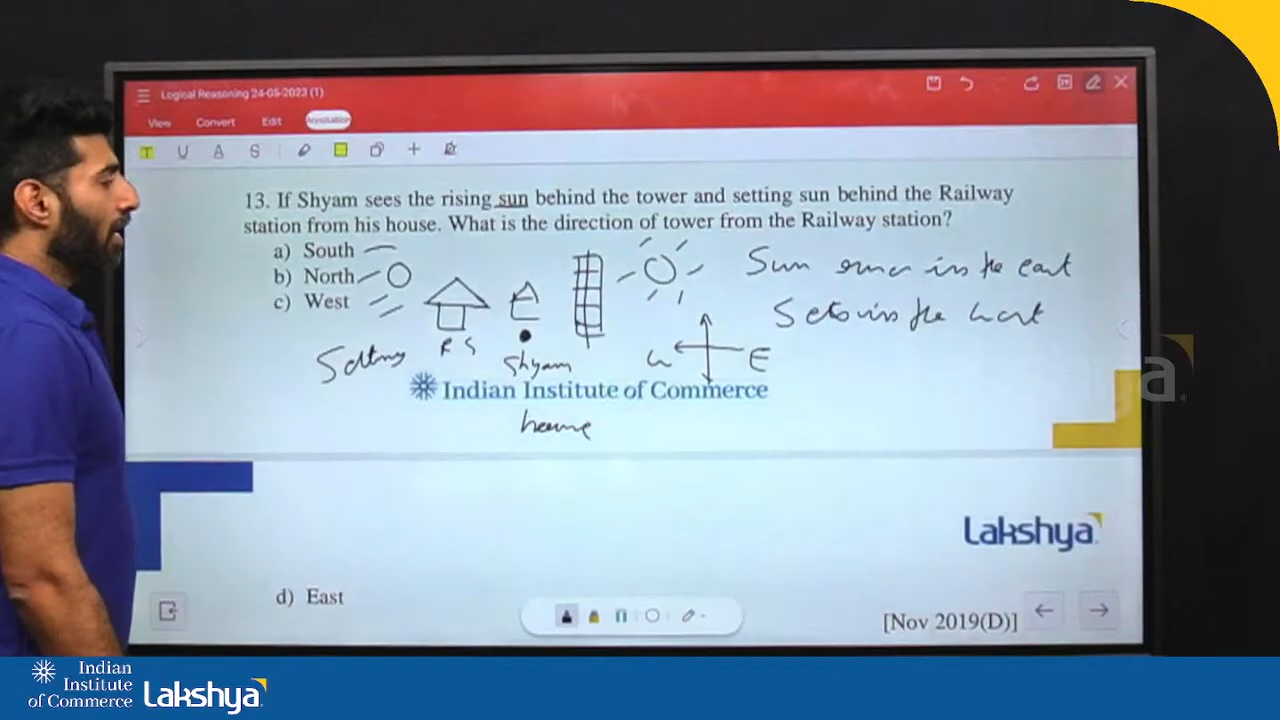 Logical Reasoning 24-05-2023 (1)
View Convert Edit Annotation
T U A S
13. If Shyam sees the rising sun behind the tower and setting sun behind the Railway
station from his house. What is the direction of tower from the Railway station?
a) South
b) North
c) West
Sun in the east
Sets in the
Setting R S Shyam W E
Indian Institute of Commerce
Lakshya
d) East
[Nov 2019(D)]
Indian
Institute
of Commerce
Lakshya